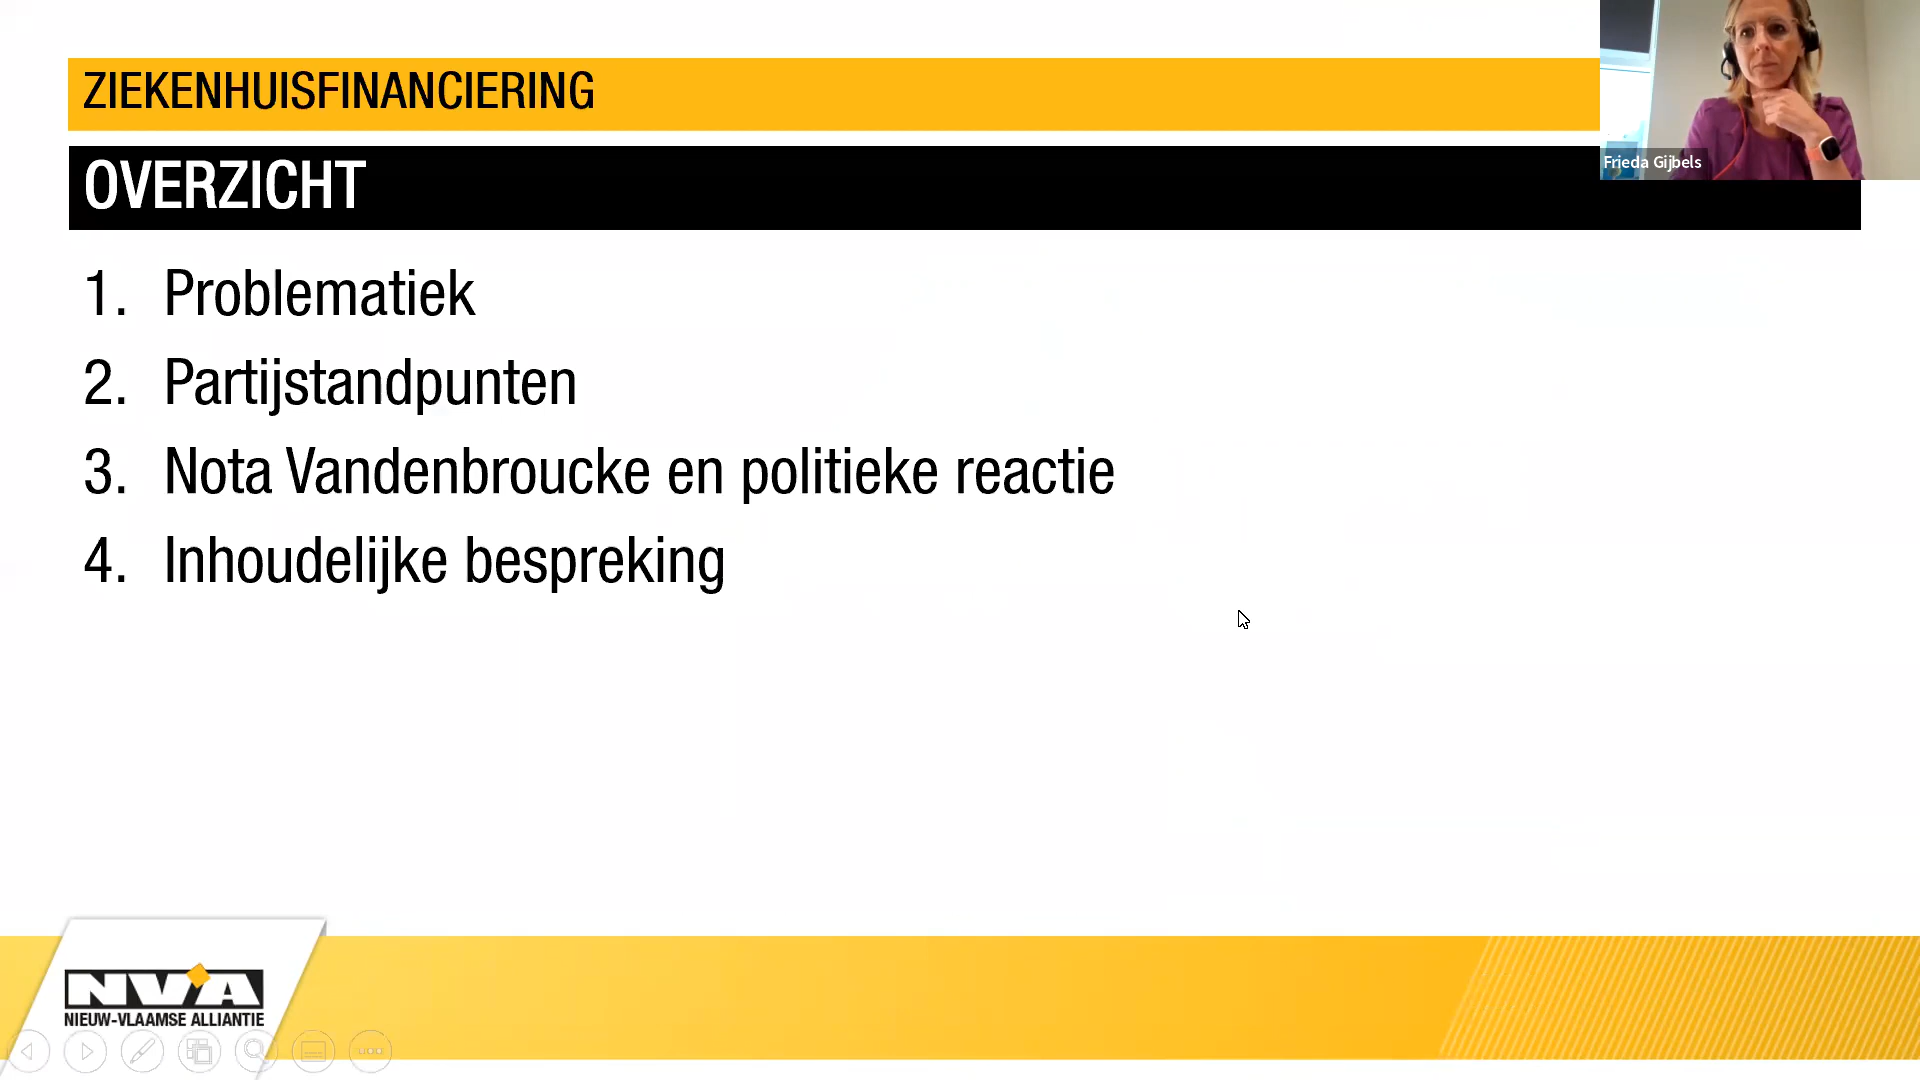 ZIEKENHUISFINANCIERING
Frieda Gijbels
OVERZICHT
1. Problematiek
2. Partijstandpunten
3. Nota Vandenbroucke en politieke reactie
4. Inhoudelijke bespreking
N-VA
NIEUW-VLAAMSE ALLIANTIE